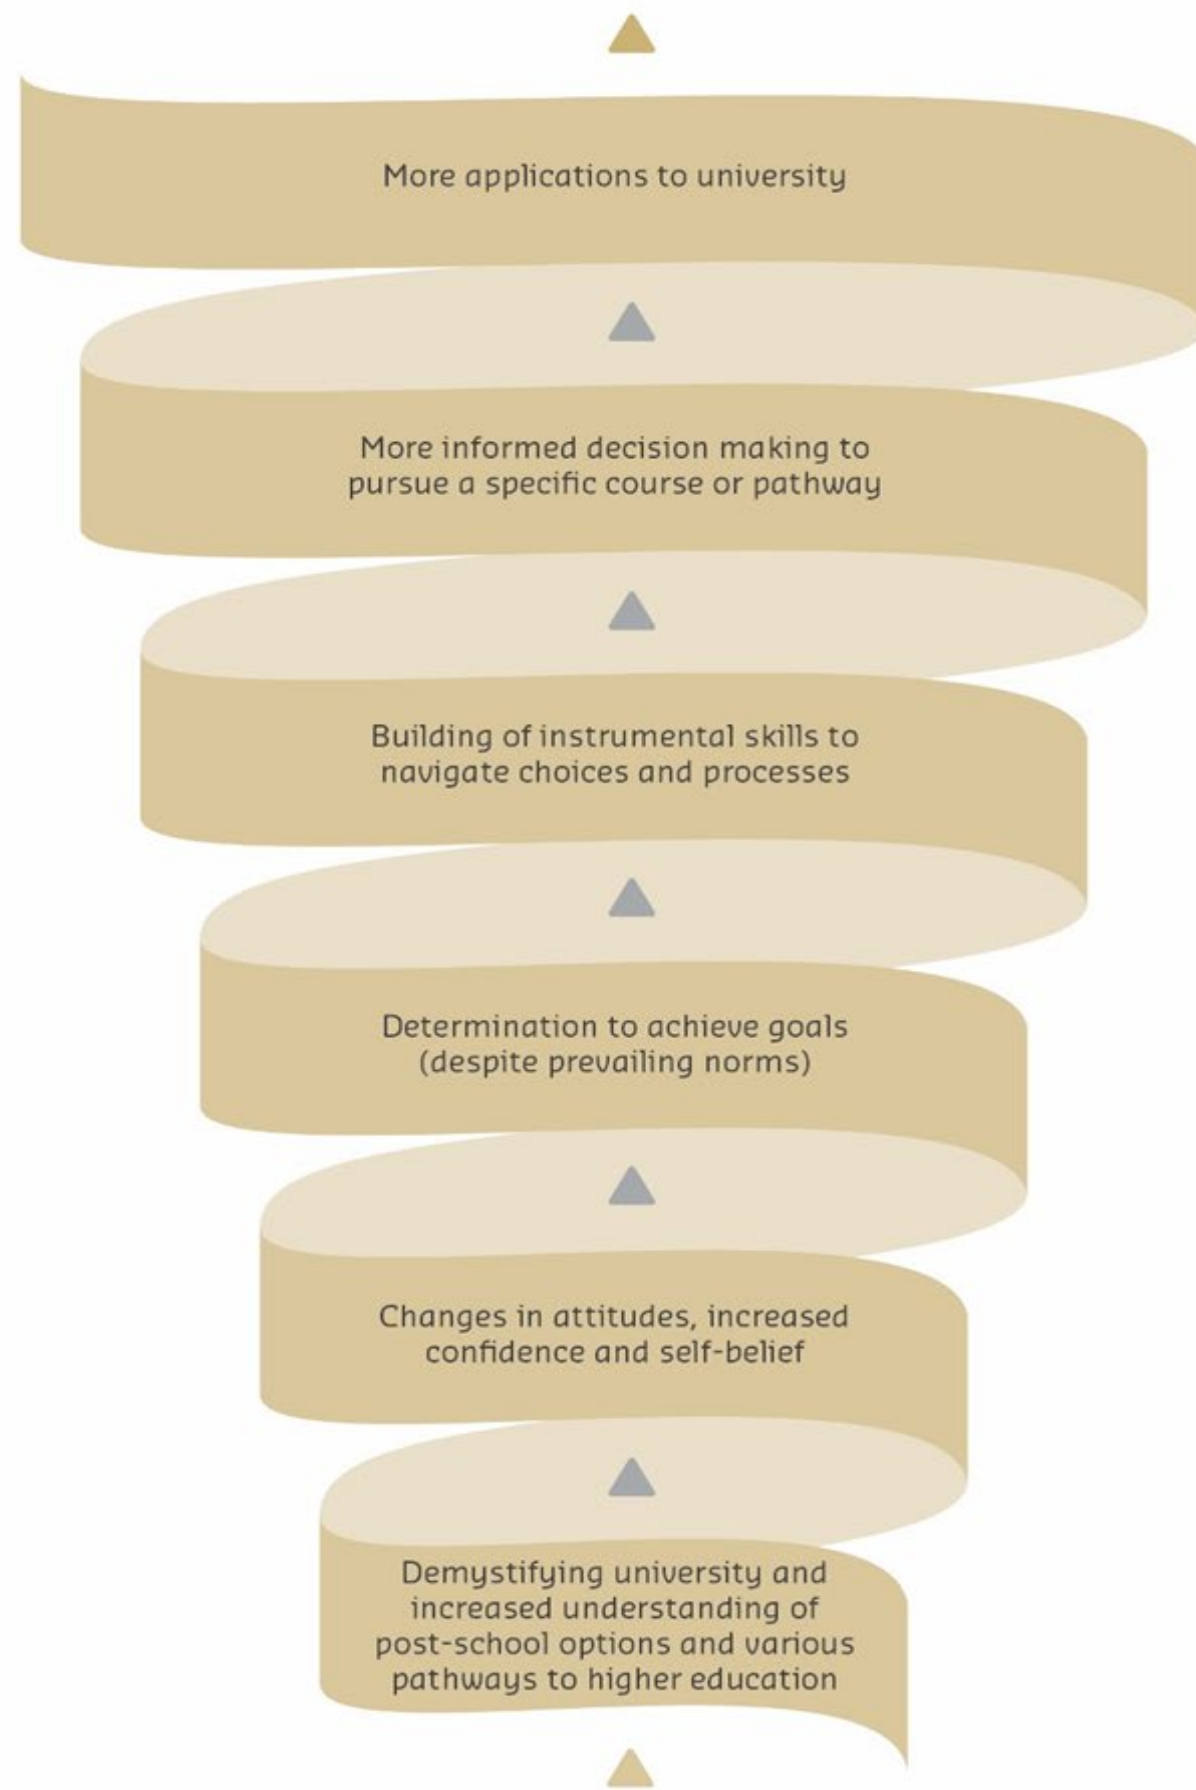 More applications to university
More informed decision making to
pursue a specific course or pathway
Building of instrumental skills to
navigate choices and processes
Determination to achieve goals
(despite prevailing norms)
Changes in attitudes, increased
confidence and self-belief
Demystifying university and
increased understanding of
post-school options and various
pathways to higher education